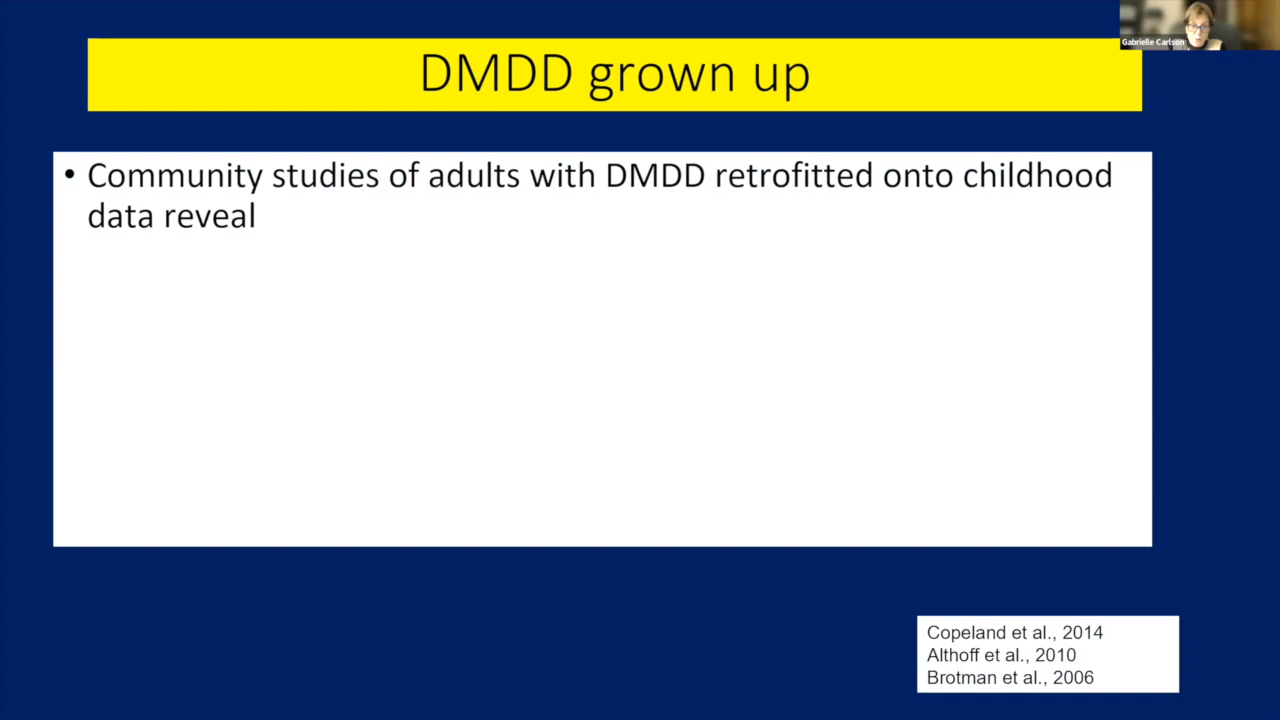 Gabrielle Carlson
DMDD grown up
• Community studies of adults with DMDD retrofitted onto childhood
data reveal
Copeland et al., 2014
Althoff et al., 2010
Brotman et al., 2006